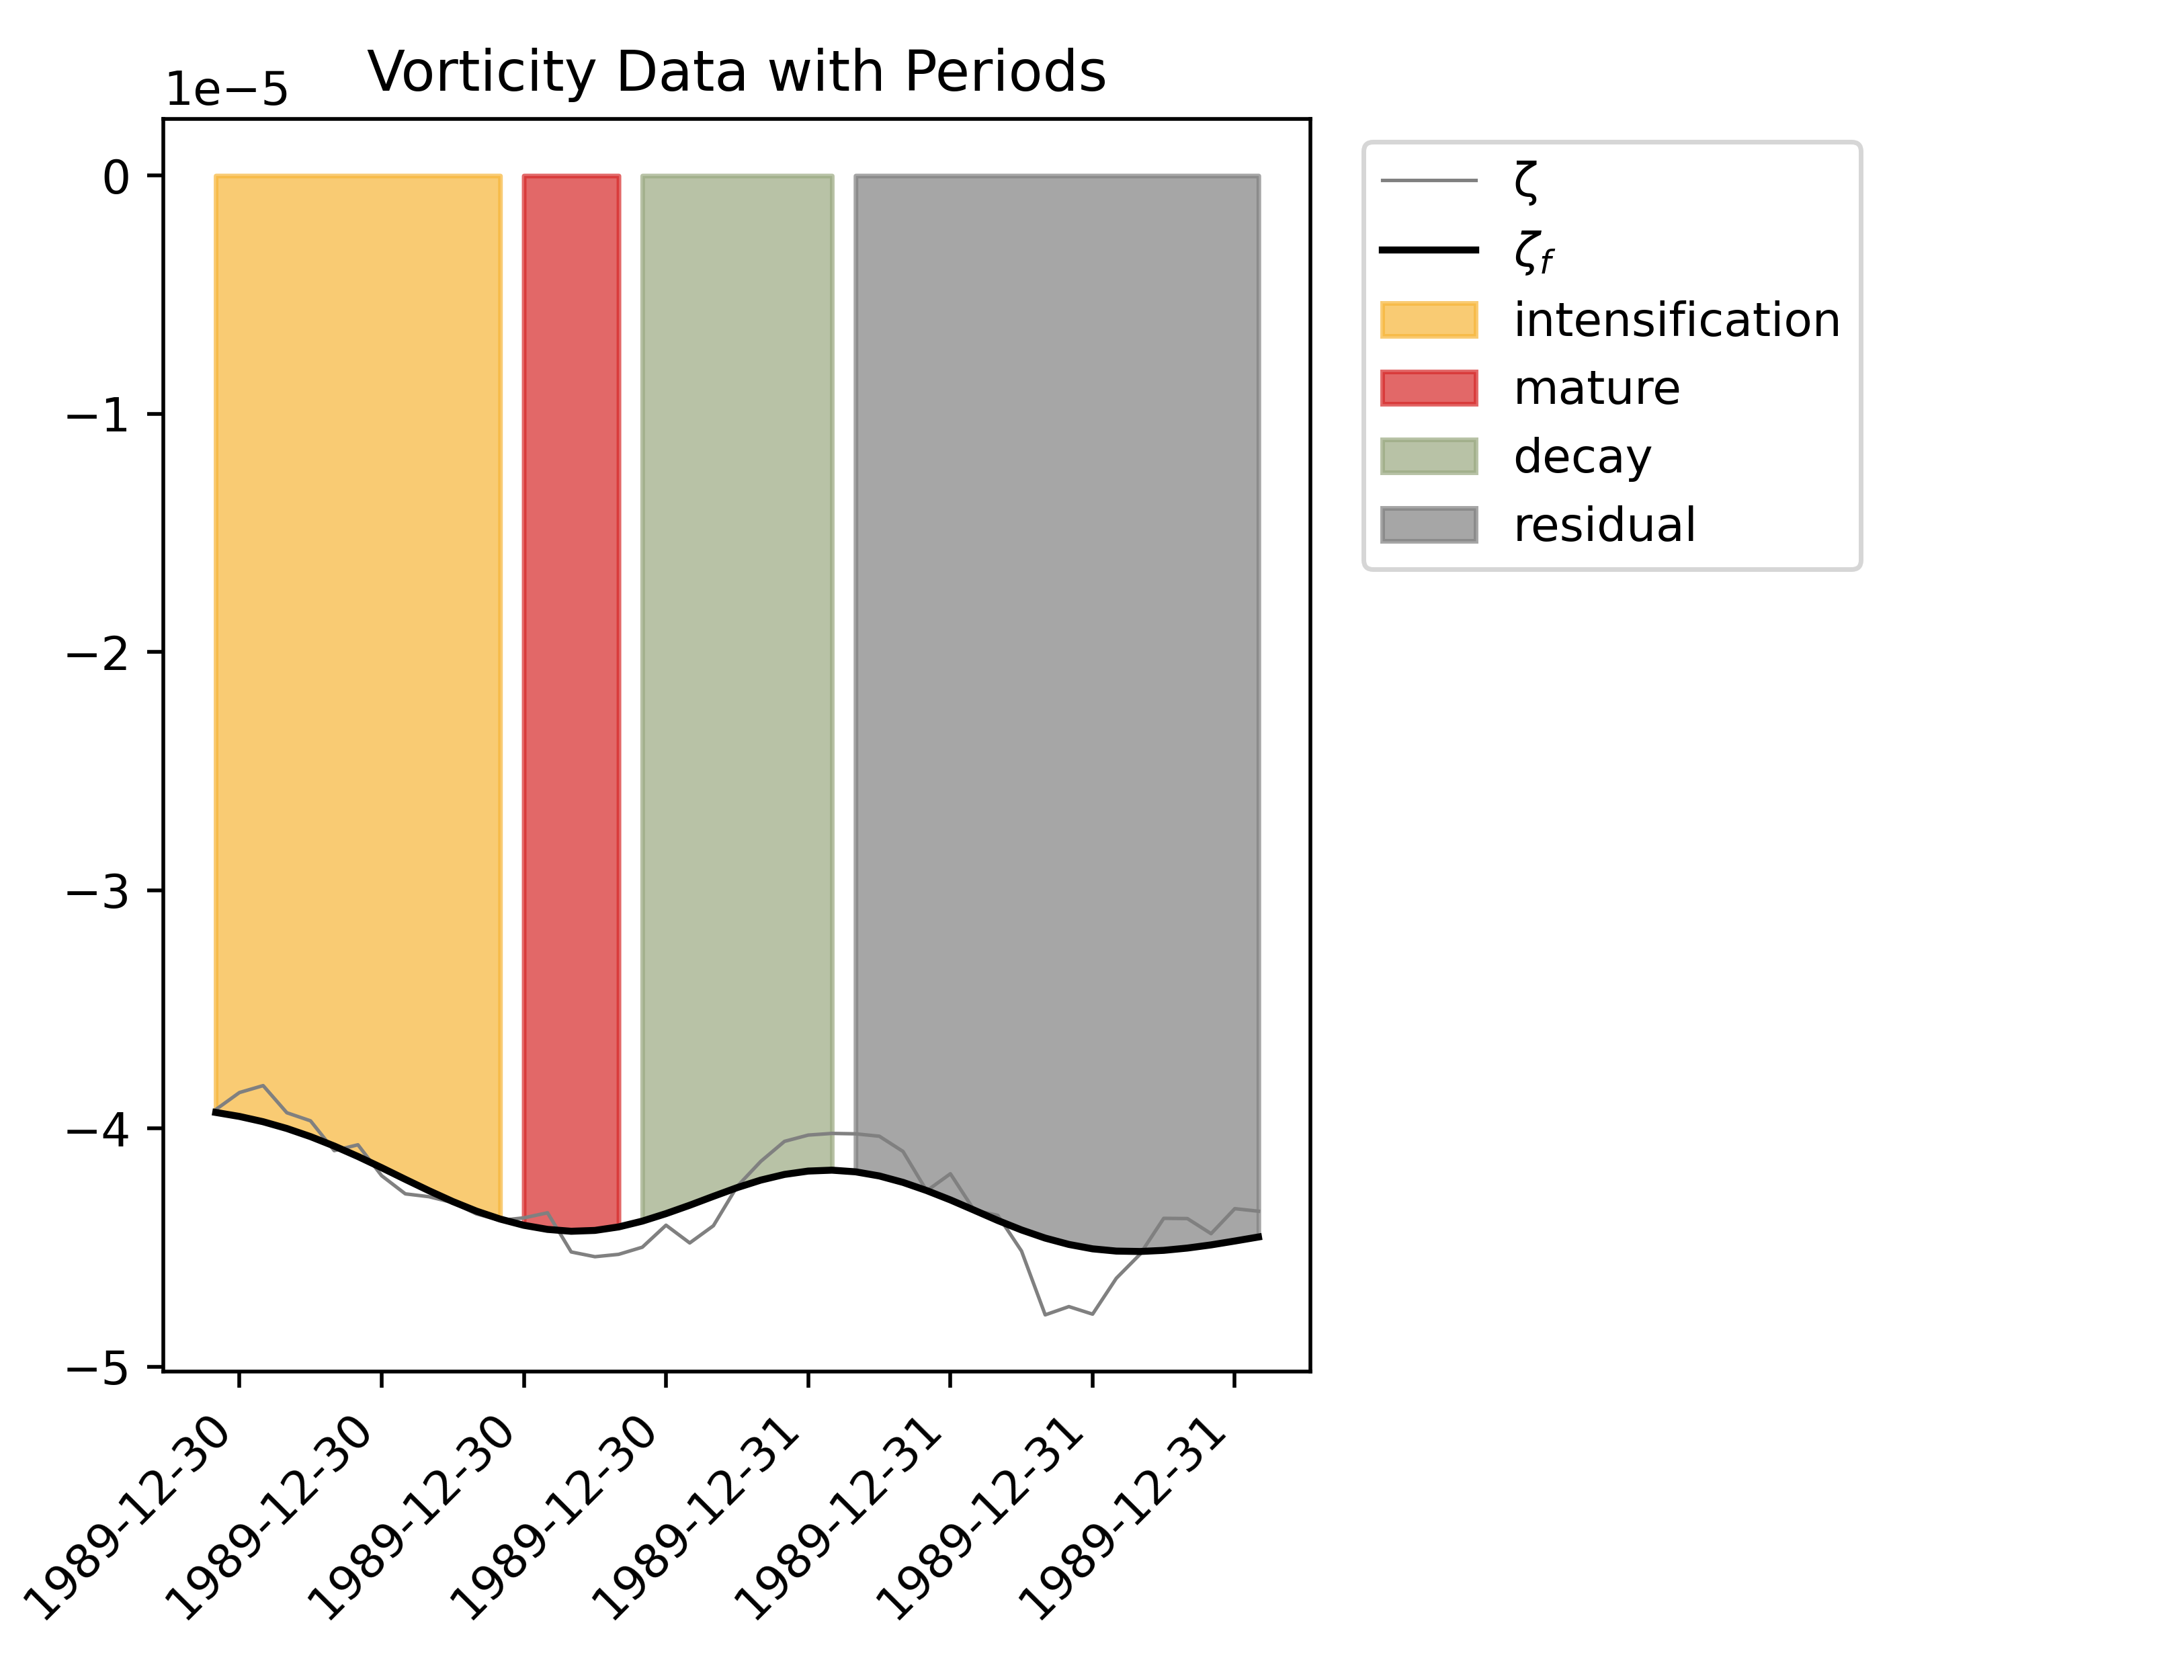 Vorticity Data with Periods
1e−5
0
−1
−2
−3
−4
−5
1989-12-30
1989-12-30
1989-12-30
1989-12-30
1989-12-31
1989-12-31
1989-12-31
1989-12-31
ζ
ζf
intensification
mature
decay
residual